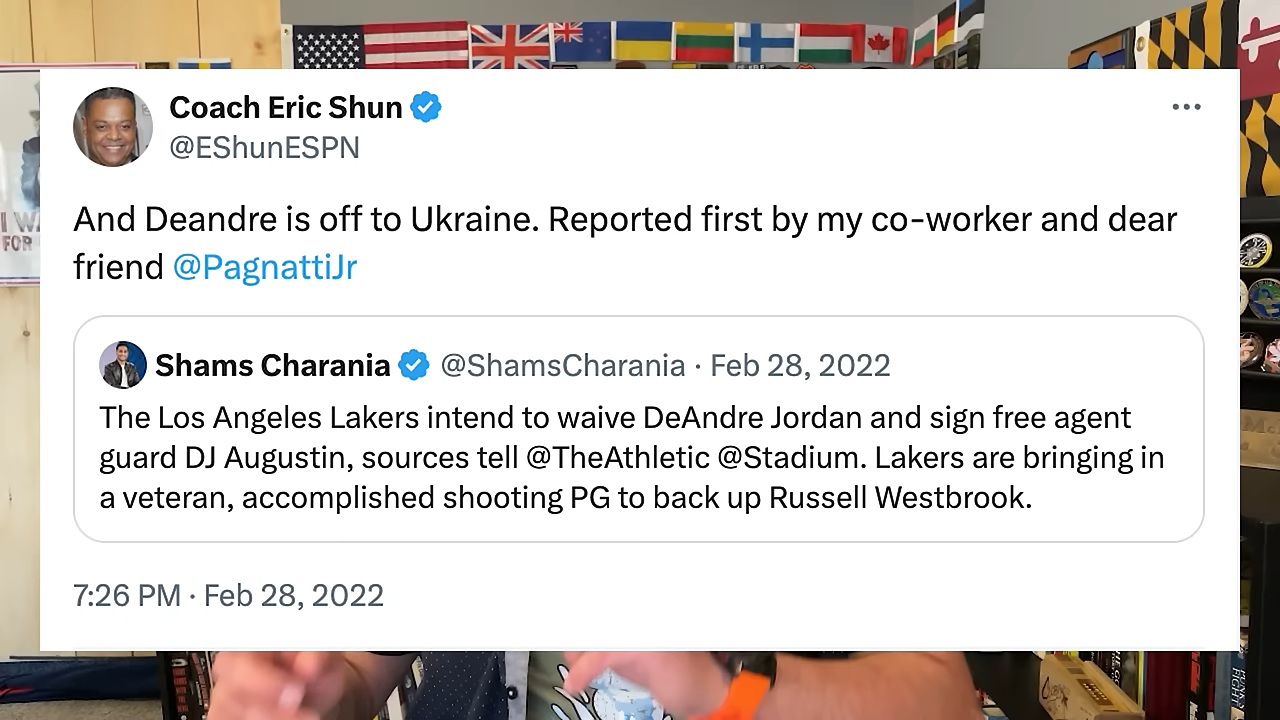 Coach Eric Shun
@EShunESPN
And Deandre is off to Ukraine. Reported first by my co-worker and dear
friend @PagnattiJr
Shams Charania @ShamsCharania · Feb 28, 2022
The Los Angeles Lakers intend to waive DeAndre Jordan and sign free agent
guard DJ Augustin, sources tell @TheAthletic @Stadium. Lakers are bringing in
a veteran, accomplished shooting PG to back up Russell Westbrook.
7:26 PM · Feb 28, 2022
I WA
FOR